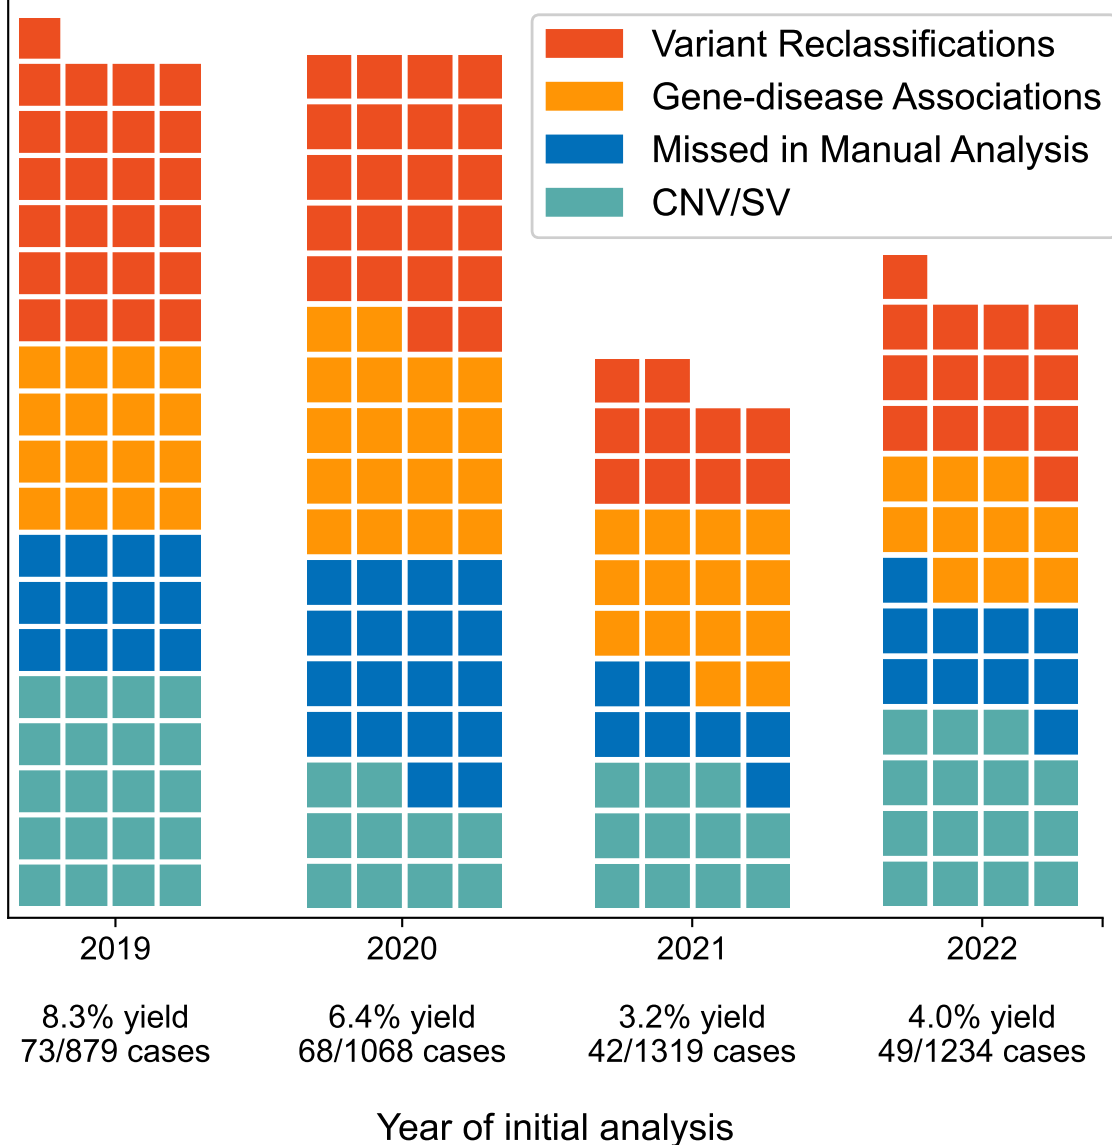 Variant Reclassifications
Gene-disease Associations
Missed in Manual Analysis
CNV/SV
2019 2020 2021 2022
8.3% yield 6.4% yield 3.2% yield 4.0% yield
73/879 cases 68/1068 cases 42/1319 cases 49/1234 cases
Year of initial analysis